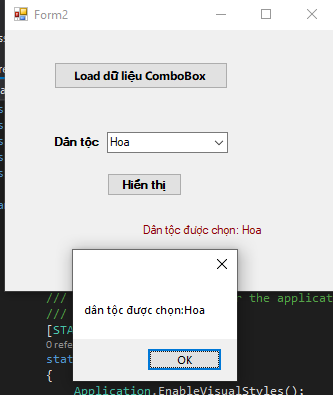 Form2
Load dữ liệu ComboBox
Dân tộc
Hoa
Hiển thị
Dân tộc được chọn: Hoa
dân tộc được chọn:Hoa
OK
///
r the applicat
///
[STA
0 refe
stat
{
Application.EnableVisualStyles();